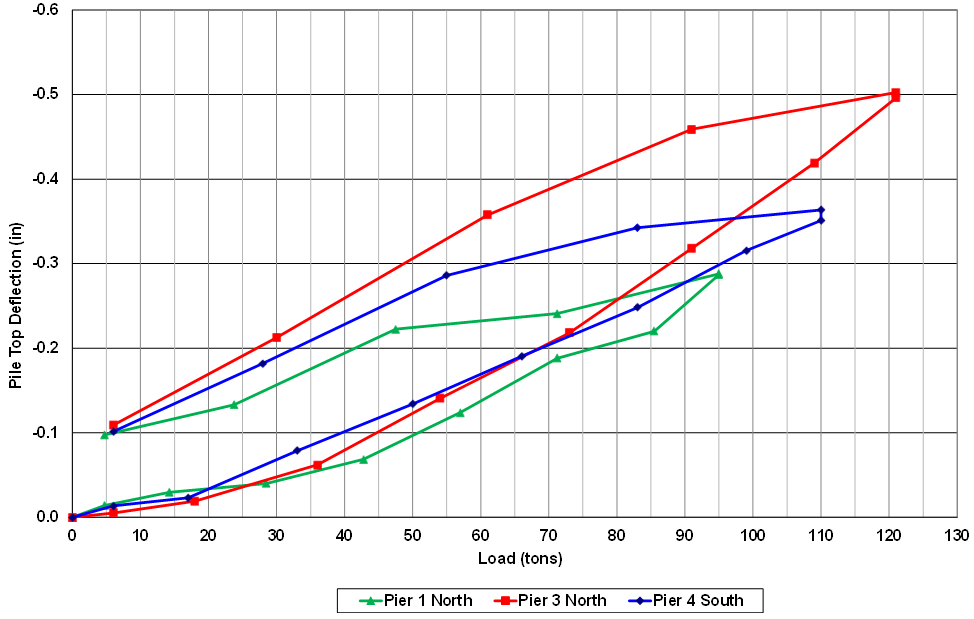 -0.6
-0.5
-0.4
-0.3
-0.2
-0.1
0.0
Pile Top Deflection (in)
0 10 20 30 40 50 60 70 80 90 100 110 120 130
Load (tons)
Pier 1 North Pier 3 North Pier 4 South